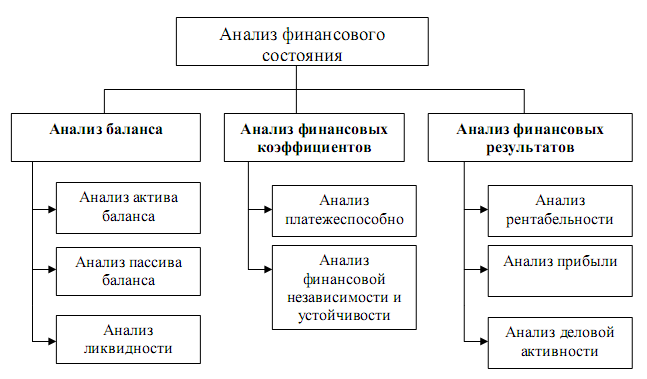 Анализ финансового
состояния
Анализ баланса
Анализ финансовых
коэффициентов
Анализ финансовых
результатов
Анализ актива
баланса
Анализ пассива
баланса
Анализ
ликвидности
Анализ
платежеспособно
Анализ
финансовой
независимости и
устойчивости
Анализ
рентабельности
Анализ прибыли
Анализ деловой
активности